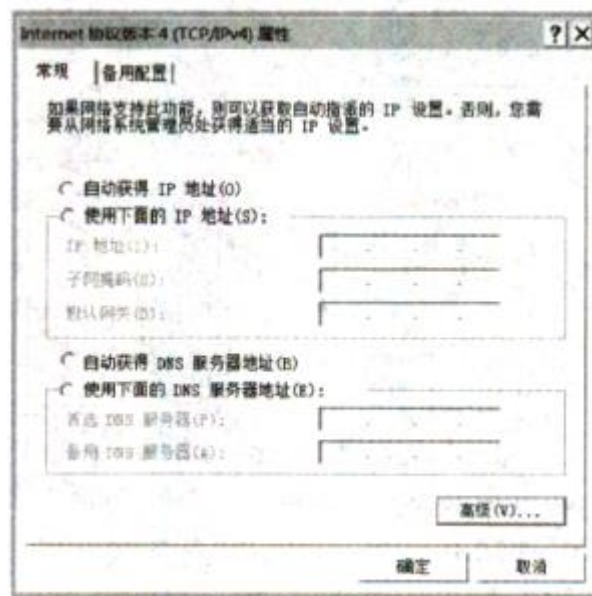 Internet 协议版本 4 (TCP/IPv4) 属性
? X
常规 备用配置
如果网络支持此功能，则可以获取自动指派的 IP 设置。否则，您需
要从网络系统管理员处获得适当的 IP 设置。
自动获得 IP 地址(O)
使用下面的 IP 地址(S)：
IP 地址(I)：
子网掩码(U)：
默认网关(D)：
自动获得 DNS 服务器地址(B)
使用下面的 DNS 服务器地址(E)：
首选 DNS 服务器(P)：
备用 DNS 服务器(A)：
高级(V)...
确定 取消